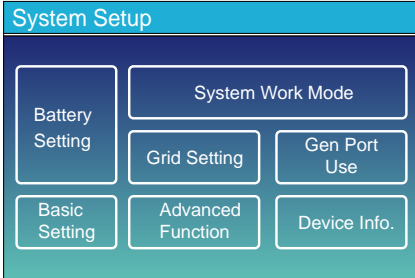 System Setup
System Work Mode
Battery
Setting
Grid Setting
Gen Port
Use
Basic
Setting
Advanced
Function
Device Info.